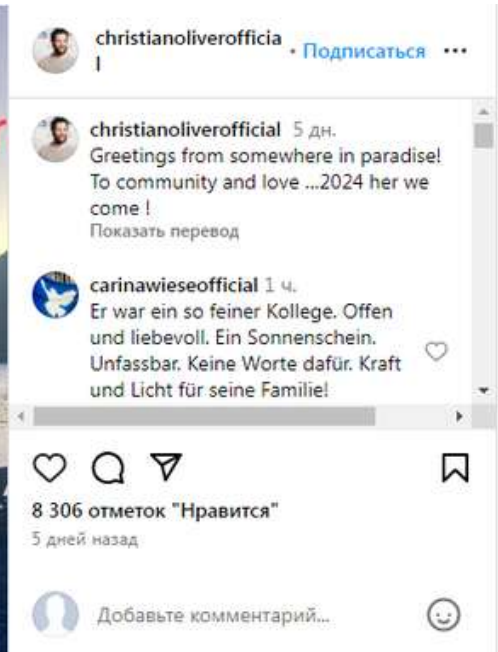 christianoliverofficia
l • Подписаться •••
christianoliverofficial 5 дн.
Greetings from somewhere in paradise!
To community and love ...2024 her we
come !
Показать перевод
carinawieseofficial 1 ч.
Er war ein so feiner Kollege. Offen
und liebevoll. Ein Sonnenschein.
Unfassbar. Keine Worte dafür. Kraft
und Licht für seine Familie!
8 306 отметок "Нравится"
5 дней назад
Добавьте комментарий...